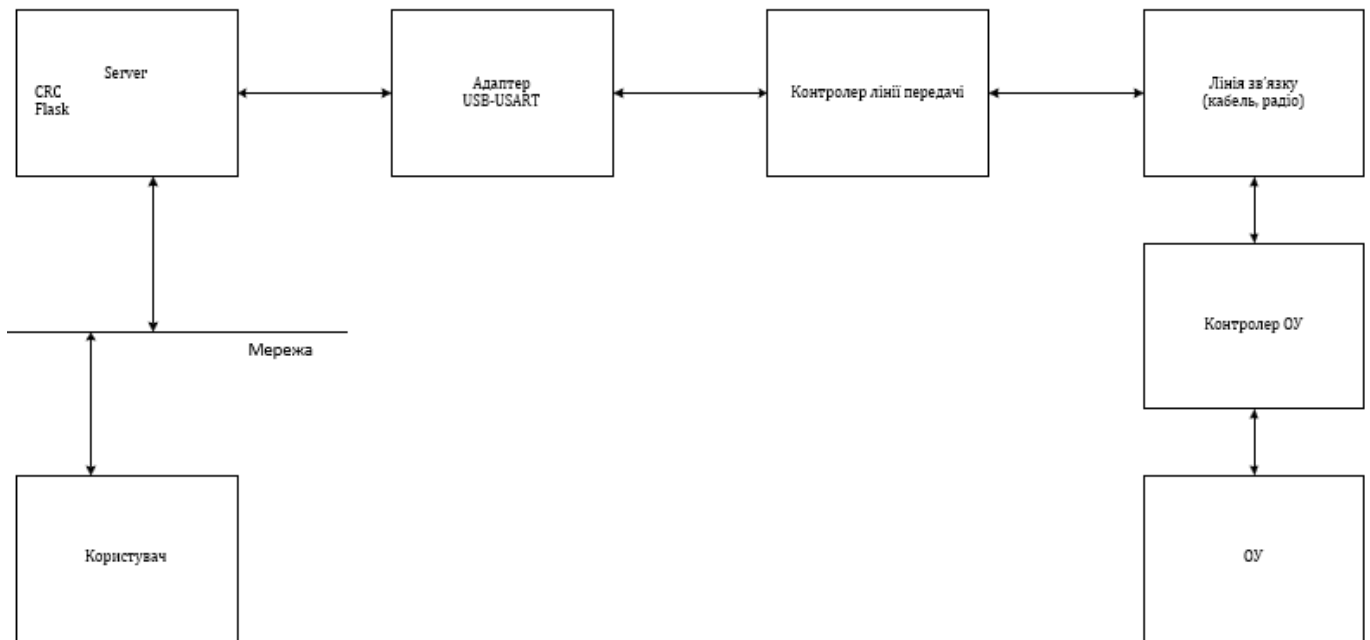 Server
CRC
Flask
Адаптер
USB-USART
Контролер лінії передачі
Лінія зв'язку
(кабель, радіо)
Контролер ОУ
Мережа
Користувач
ОУ